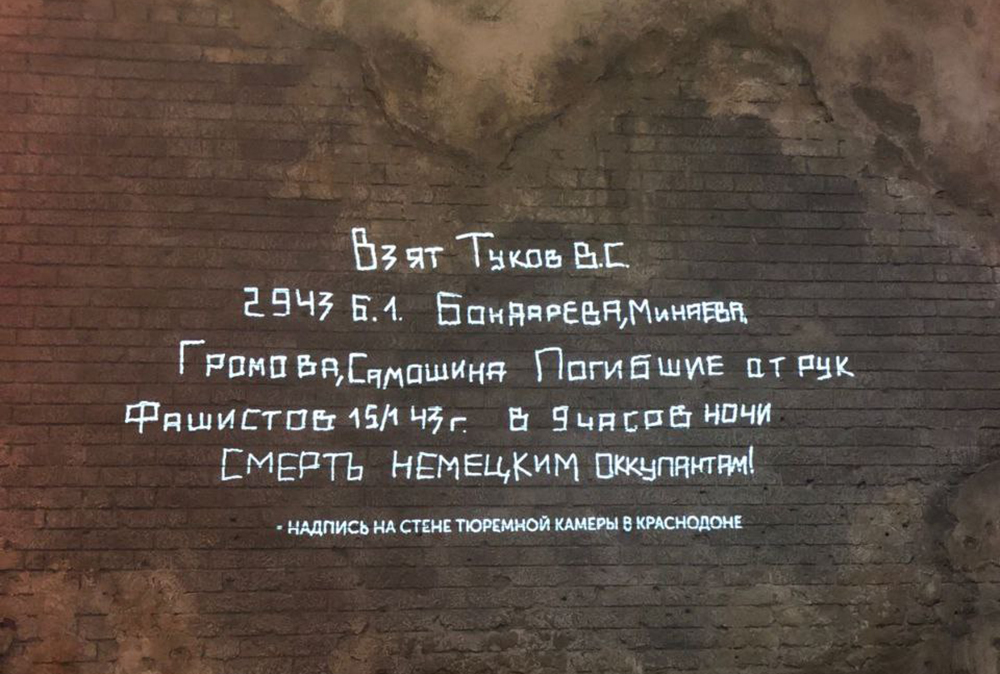 Взят Туков В.С.
2943 Б.1. Бондарева, Минаева,
Громова, Самошина Погибшие от рук
Фашистов 15/1 43 г. в 9 часов ночи
Смерть немецким оккупантам!
- НАДПИСЬ НА СТЕНЕ ТЮРЕМНОЙ КАМЕРЫ В КРАСНОДОНЕ